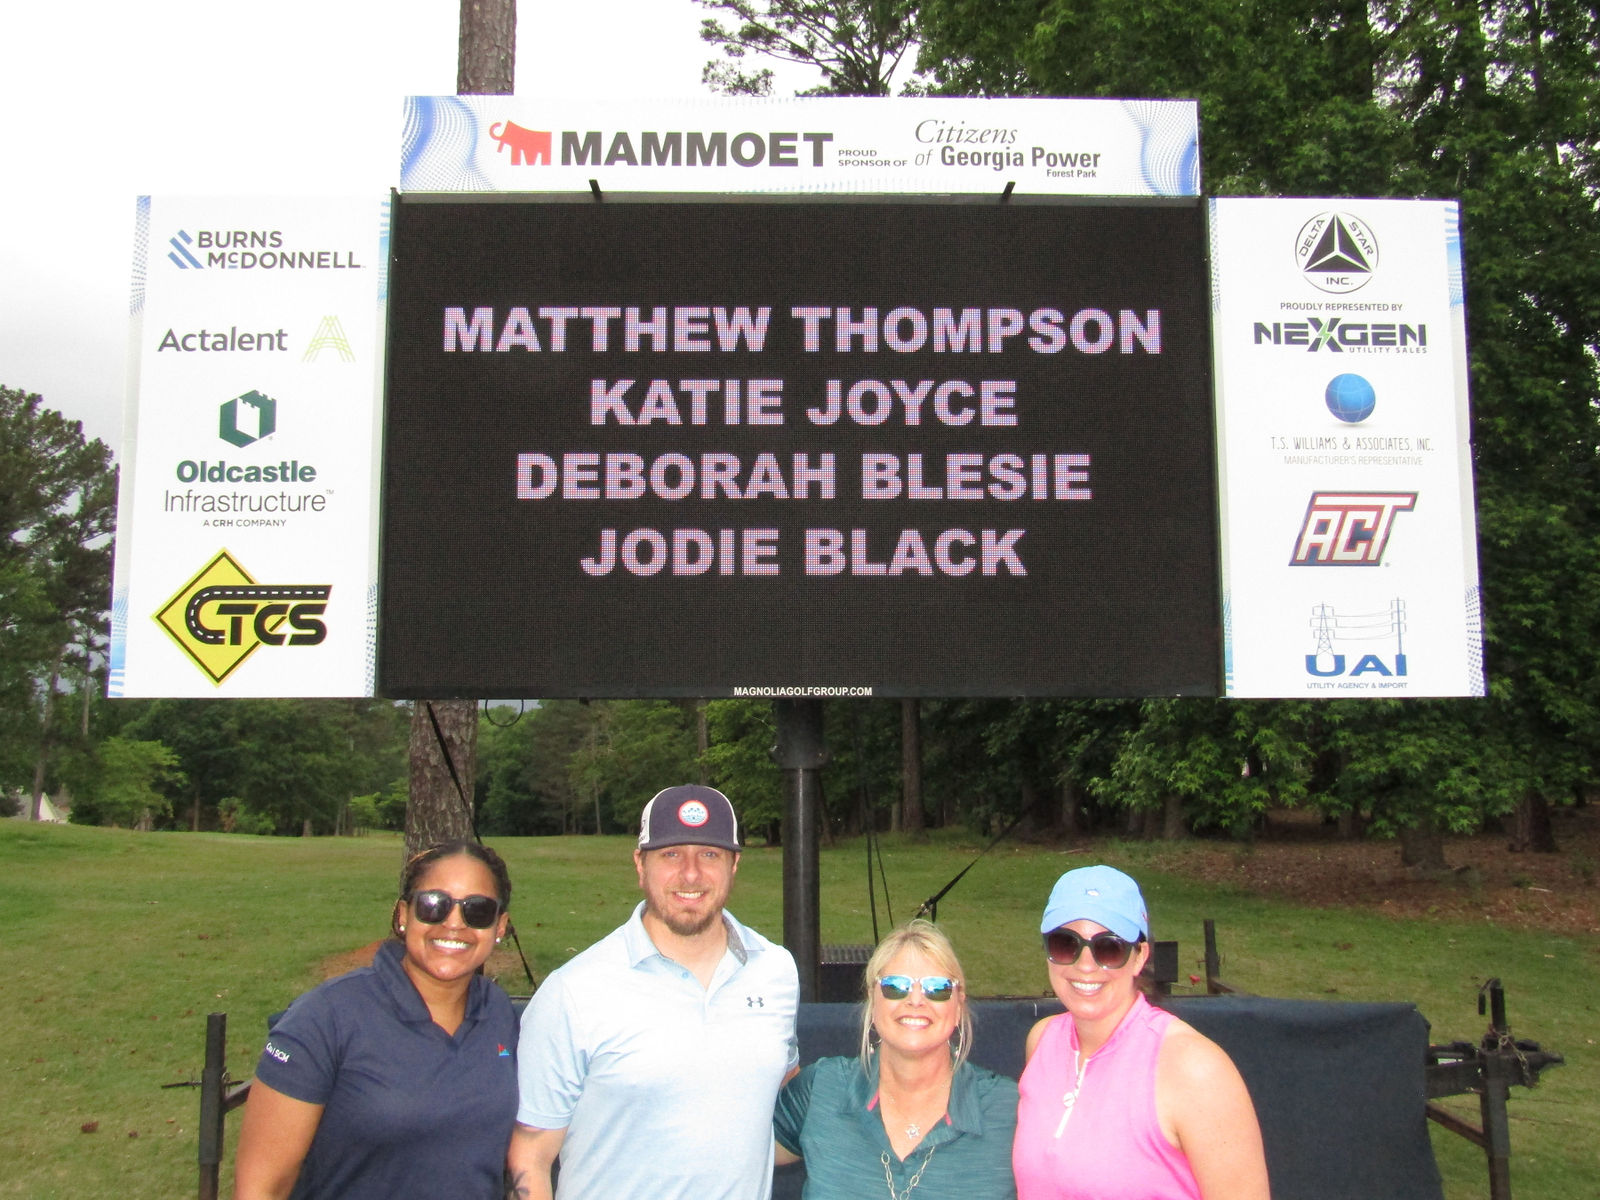 MAMMOET PROUD SPONSOR OF Citizens of Georgia Power
Forest Park
BURNS
McDONNELL
Actalent
Oldcastle
Infrastructure™
A CRH COMPANY
CTCS
MATTHEW THOMPSON
KATIE JOYCE
DEBORAH BLESIE
JODIE BLACK
MAGNOLIAGOLFGROUP.COM
DELTA STAR
INC.
PROUDLY REPRESENTED BY
NEXGEN
UTILITY SALES
T.S. WILLIAMS & ASSOCIATES, INC.
MANUFACTURER'S REPRESENTATIVE
ACT
UAI
UTILITY AGENCY & IMPORT